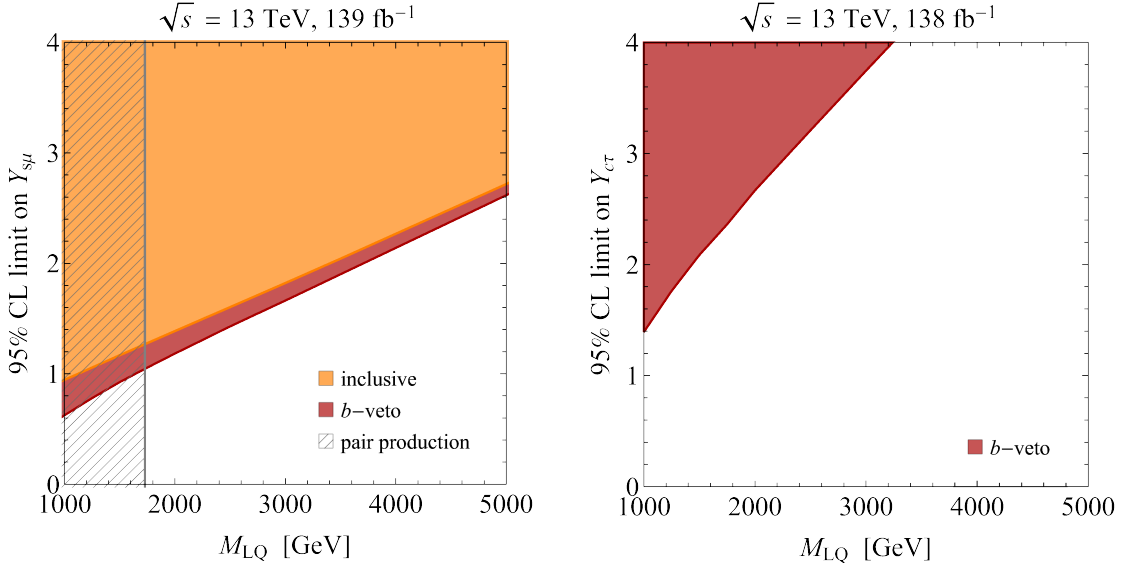 √s = 13 TeV, 139 fb⁻¹
95% CL limit on Y_sμ
4
3
2
1
0
inclusive
b−veto
pair production
1000 2000 3000 4000 5000
M_LQ [GeV]
√s = 13 TeV, 138 fb⁻¹
95% CL limit on Y_cτ
4
3
2
1
0
b−veto
1000 2000 3000 4000 5000
M_LQ [GeV]